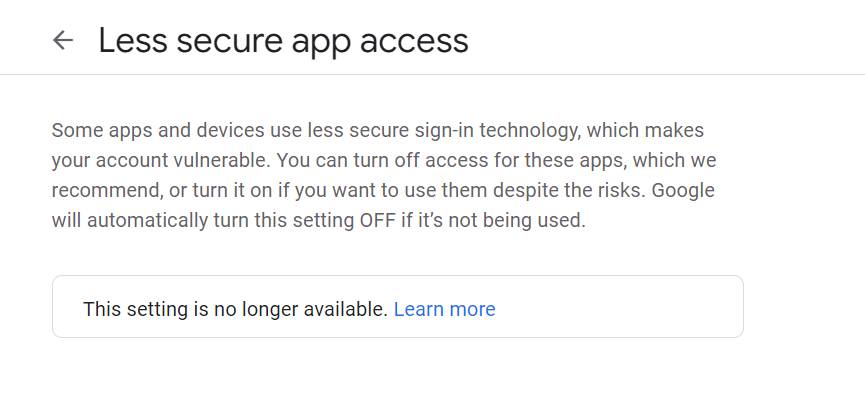 Less secure app access
Some apps and devices use less secure sign-in technology, which makes
your account vulnerable. You can turn off access for these apps, which we
recommend, or turn it on if you want to use them despite the risks. Google
will automatically turn this setting OFF if it’s not being used.
This setting is no longer available. Learn more